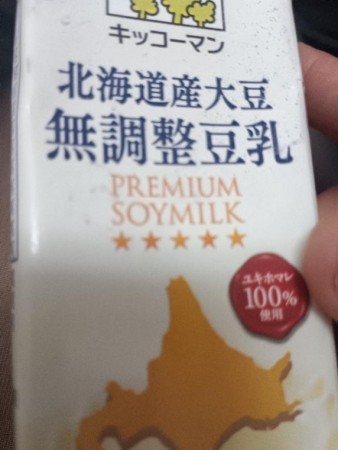 キッコーマン
北海道産大豆
無調整豆乳
PREMIUM
SOYMILK
ユキホマレ
100%
使用